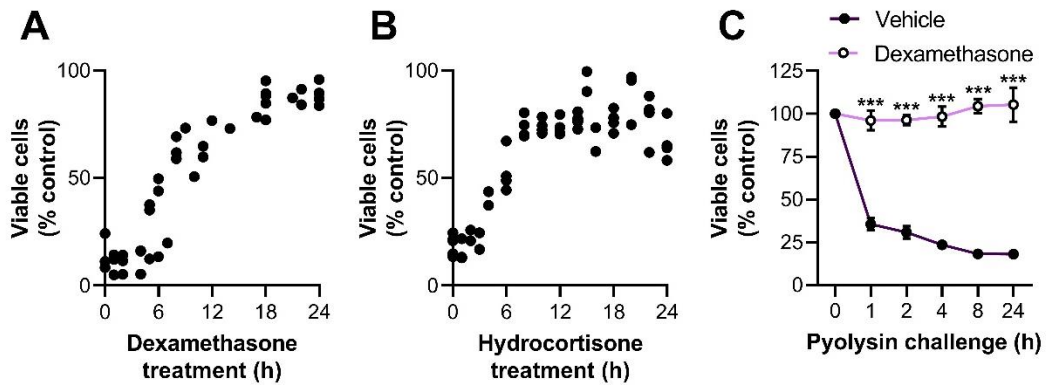 A
Viable cells
(% control)
100
50
0
0 6 12 18 24
Dexamethasone
treatment (h)
B
Viable cells
(% control)
100
50
0
0 6 12 18 24
Hydrocortisone
treatment (h)
C
Vehicle
Dexamethasone
Viable cells
(% control)
125
100
75
50
25
0
*** *** *** *** ***
0 1 2 4 8 24
Pyolysin challenge (h)